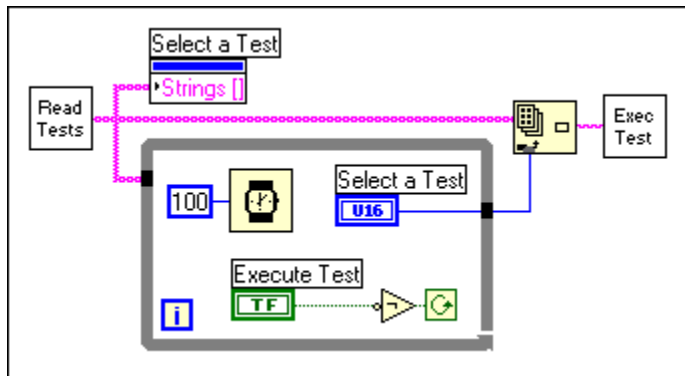 Select a Test
Strings []
Read
Tests
Exec
Test
100
Select a Test
U16
Execute Test
TF
i